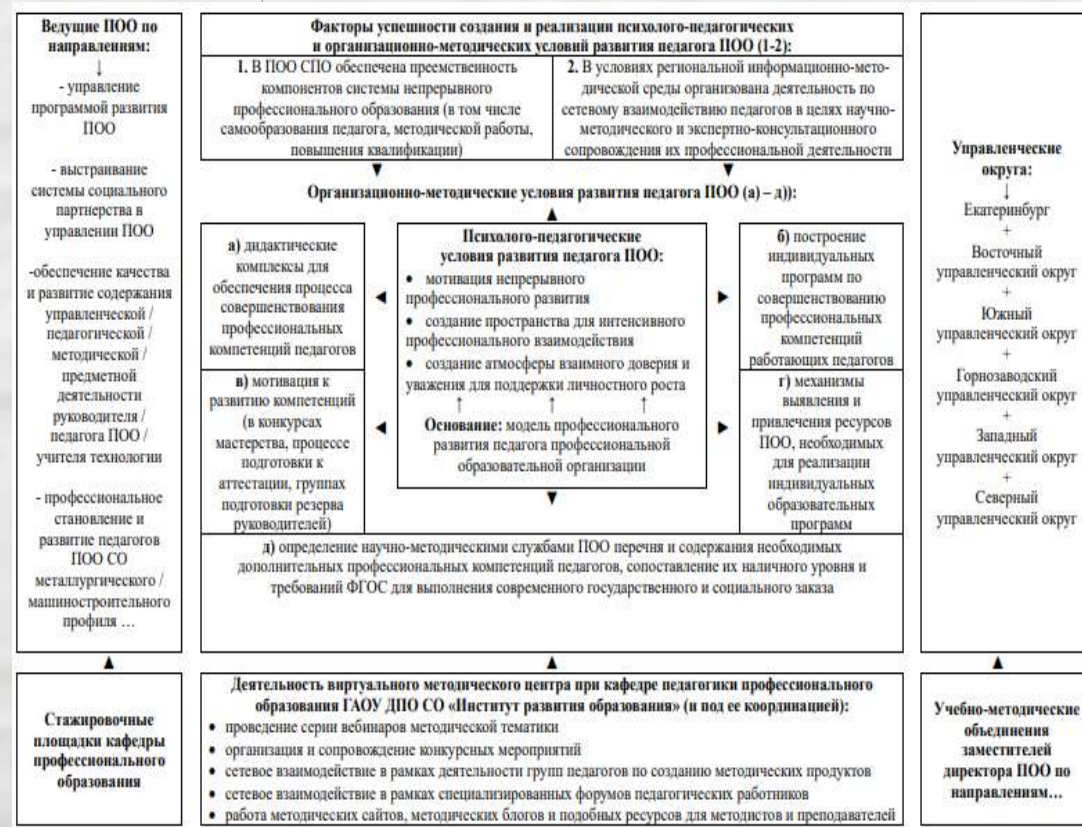 Ведущие ПОО по
направлениям:
↓
- управление
программой развития
ПОО
- выстраивание
системы социального
партнерства в
управлении ПОО
-обеспечение качества
и развитие содержания
управленческой /
педагогической /
методической /
предметной
деятельности
руководителя /
педагога ПОО /
учителя технологии
- профессиональное
становление и
развитие педагогов
ПОО СО
металлургического /
машиностроительного
профиля …
Факторы успешности создания и реализации психолого-педагогических
и организационно-методических условий развития педагога ПОО (1-2):
1. В ПОО СПО обеспечена преемственность
компонентов системы непрерывного
профессионального образования (в том числе
самообразования педагога, методической работы,
повышения квалификации)
2. В условиях региональной информационно-мето-
дической среды организована деятельность по
сетевому взаимодействию педагогов в целях научно-
методического и экспертно-консультационного
сопровождения их профессиональной деятельности
Организационно-методические условия развития педагога ПОО (а) – д)):
а) дидактические
комплексы для
обеспечения процесса
совершенствования
профессиональных
компетенций педагогов
Психолого-педагогические
условия развития педагога ПОО:
• мотивация непрерывного
профессионального развития
• создание пространства для интенсивного
профессионального взаимодействия
• создание атмосферы взаимного доверия и
уважения для поддержки личностного роста
↑ ↑ ↑
Основание: модель профессионального
развития педагога профессиональной
образовательной организации
б) построение
индивидуальных
программ по
совершенствованию
профессиональных
компетенций
работающих педагогов
в) мотивация к
развитию компетенций
(в конкурсах
мастерства, процессе
подготовки к
аттестации, группах
подготовки резерва
руководителей)
г) механизмы
выявления и
привлечения ресурсов
ПОО, необходимых
для реализации
индивидуальных
образовательных
программ
д) определение научно-методическими службами ПОО перечня и содержания необходимых
дополнительных профессиональных компетенций педагогов, сопоставление их наличного уровня и
требований ФГОС для выполнения современного государственного и социального заказа
Управленческие
округа:
↓
Екатеринбург
+
Восточный
управленческий округ
+
Южный
управленческий округ
+
Горнозаводский
управленческий округ
+
Западный
управленческий округ
+
Северный
управленческий округ
Стажировочные
площадки кафедры
профессионального
образования
Деятельность виртуального методического центра при кафедре педагогики профессионального
образования ГАОУ ДПО СО «Институт развития образования» (и под ее координацией):
• проведение серии вебинаров методической тематики
• организация и сопровождение конкурсных мероприятий
• сетевое взаимодействие в рамках деятельности групп педагогов по созданию методических продуктов
• сетевое взаимодействие в рамках специализированных форумов педагогических работников
• работа методических сайтов, методических блогов и подобных ресурсов для методистов и преподавателей
Учебно-методические
объединения
заместителей
директора ПОО по
направлениям…